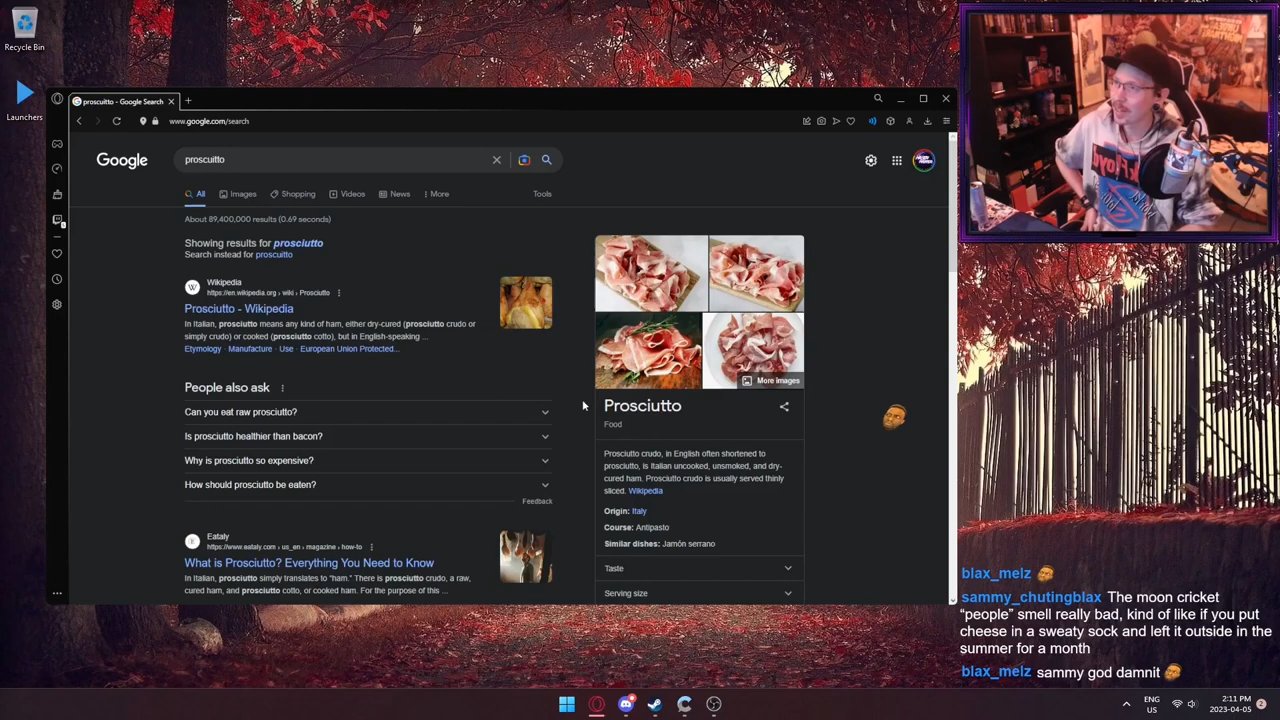 Recycle Bin
Launchers
proscuitto - Google Search
www.google.com/search
Google
proscuitto
All
Images
Shopping
Videos
News
More
Tools
About 89,400,000 results (0.69 seconds)
Showing results for prosciutto
Search instead for proscuitto
W
Wikipedia
https://en.wikipedia.org › wiki › Prosciutto
Prosciutto - Wikipedia
In Italian, prosciutto means any kind of ham, either dry-cured (prosciutto crudo or
simply crudo) or cooked (prosciutto cotto), but in English-speaking ...
Etymology · Manufacture · Use · European Union Protected...
People also ask
Can you eat raw prosciutto?
Is prosciutto healthier than bacon?
Why is prosciutto so expensive?
How should prosciutto be eaten?
Feedback
E
Eataly
https://www.eataly.com › us_en › magazine › how-to
What is Prosciutto? Everything You Need to Know
In Italian, prosciutto simply translates to "ham." There is prosciutto crudo, a raw,
cured ham, and prosciutto cotto, or cooked ham. For the purpose of this ...
More images
Prosciutto
Food
Prosciutto crudo, in English often shortened to
prosciutto, is Italian uncooked, unsmoked, and dry-
cured ham. Prosciutto crudo is usually served thinly
sliced. Wikipedia
Origin: Italy
Course: Antipasto
Similar dishes: Jamón serrano
Taste
Serving size
blax_melz
sammy_chutingblax The moon cricket
“people” smell really bad, kind of like if you put
cheese in a sweaty sock and left it outside in the
summer for a month
blax_melz sammy god damnit
ENG
US
2:11 PM
2023-04-05
2